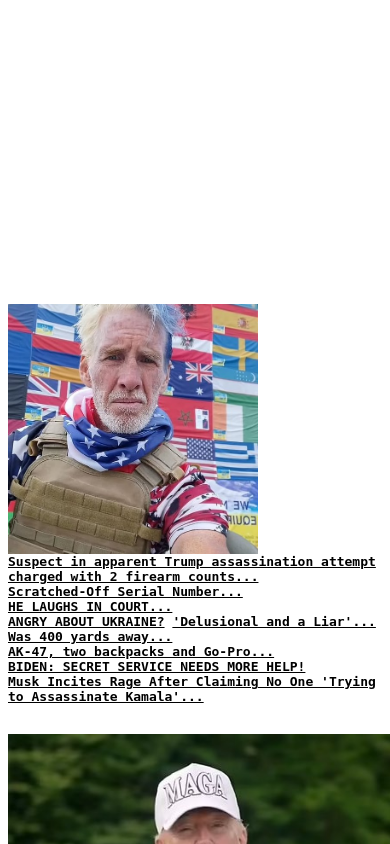 WE N
EQUIP
Suspect in apparent Trump assassination attempt
charged with 2 firearm counts...
Scratched-Off Serial Number...
HE LAUGHS IN COURT...
ANGRY ABOUT UKRAINE? 'Delusional and a Liar'...
Was 400 yards away...
AK-47, two backpacks and Go-Pro...
BIDEN: SECRET SERVICE NEEDS MORE HELP!
Musk Incites Rage After Claiming No One 'Trying
to Assassinate Kamala'...
MAGA